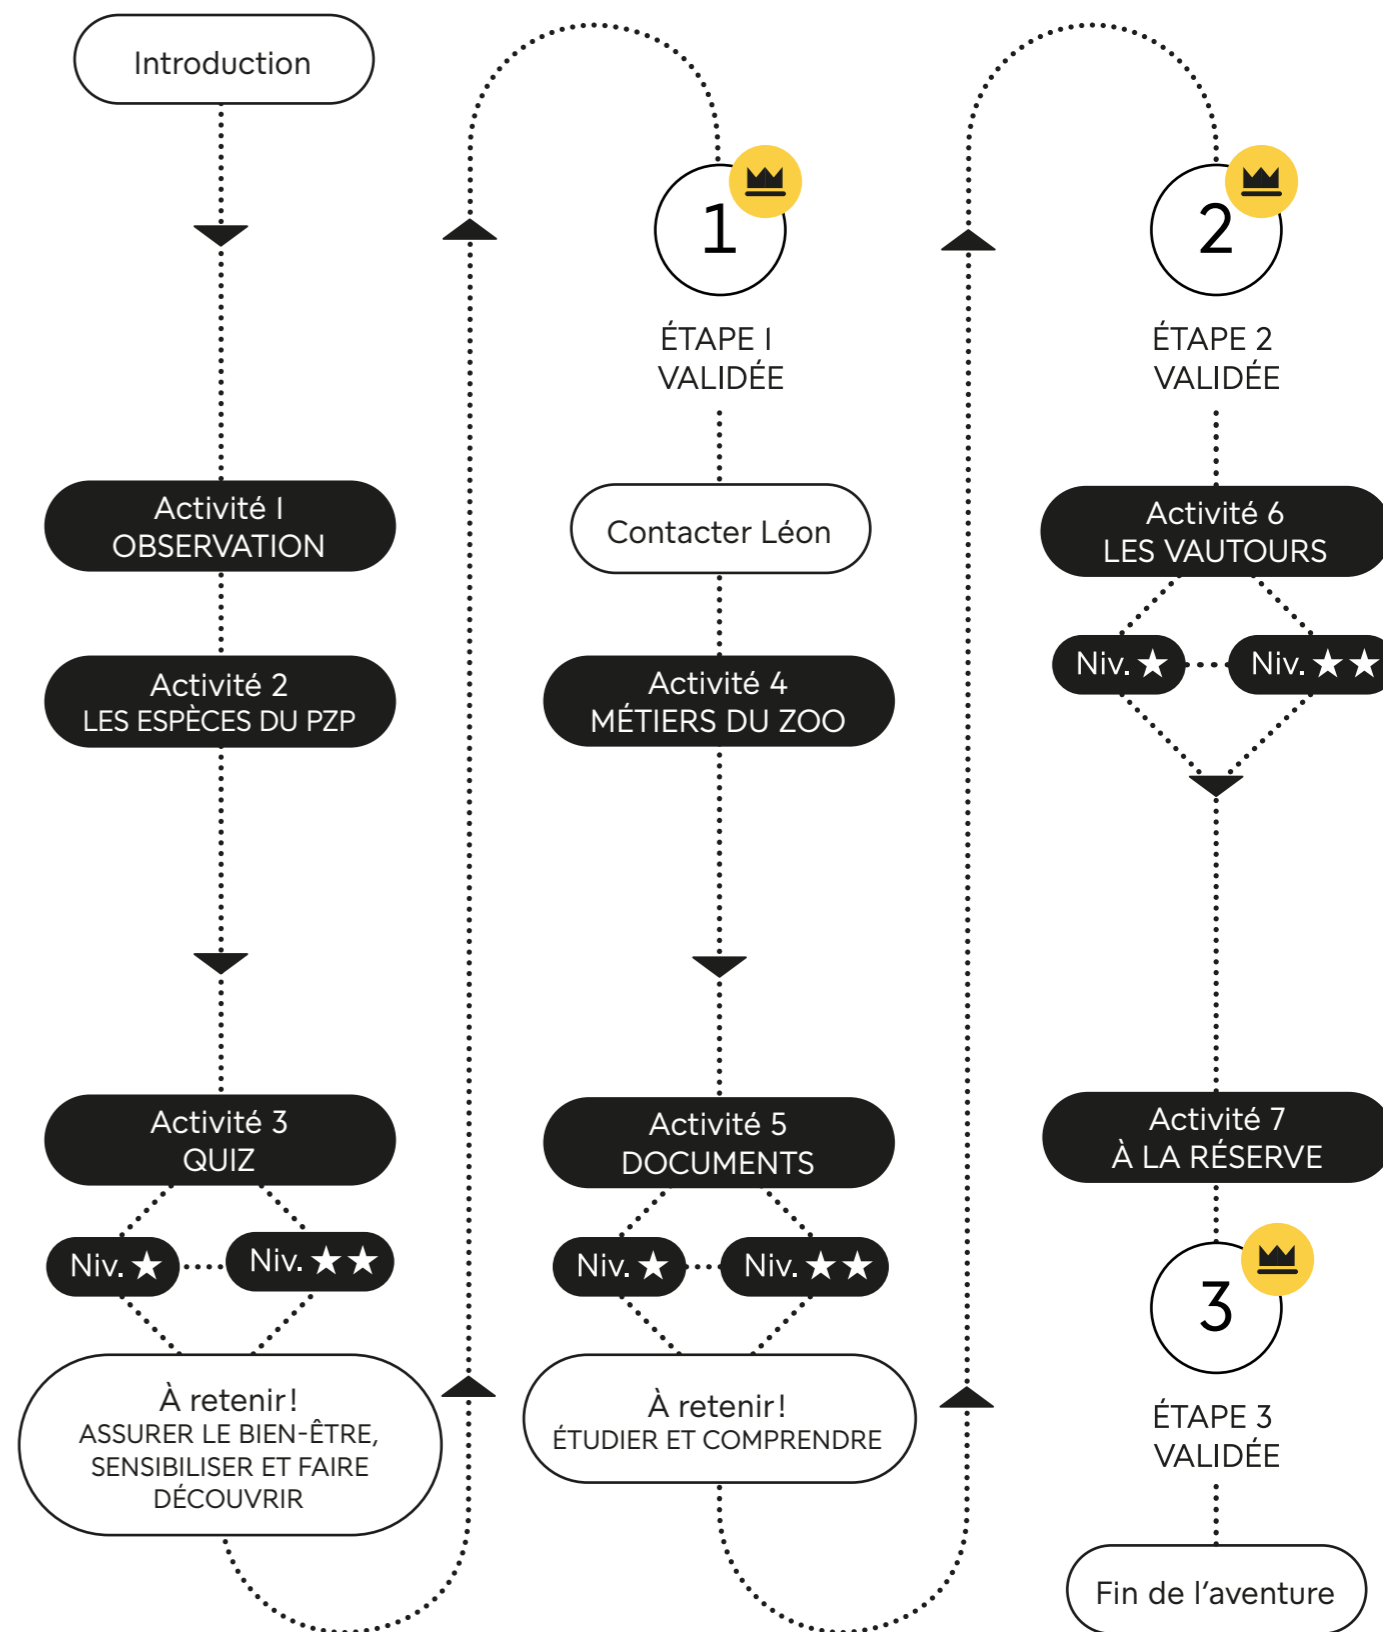 Introduction
Activité 1
OBSERVATION
Activité 2
LES ESPÈCES DU PZP
Activité 3
QUIZ
Niv. ★
Niv. ★★
À retenir!
ASSURER LE BIEN-ÊTRE,
SENSIBILISER ET FAIRE
DÉCOUVRIR
1
ÉTAPE 1
VALIDÉE
Contacter Léon
Activité 4
MÉTIERS DU ZOO
Activité 5
DOCUMENTS
Niv. ★
Niv. ★★
À retenir!
ÉTUDIER ET COMPRENDRE
2
ÉTAPE 2
VALIDÉE
Activité 6
LES VAUTOURS
Niv. ★
Niv. ★★
Activité 7
À LA RÉSERVE
3
ÉTAPE 3
VALIDÉE
Fin de l'aventure